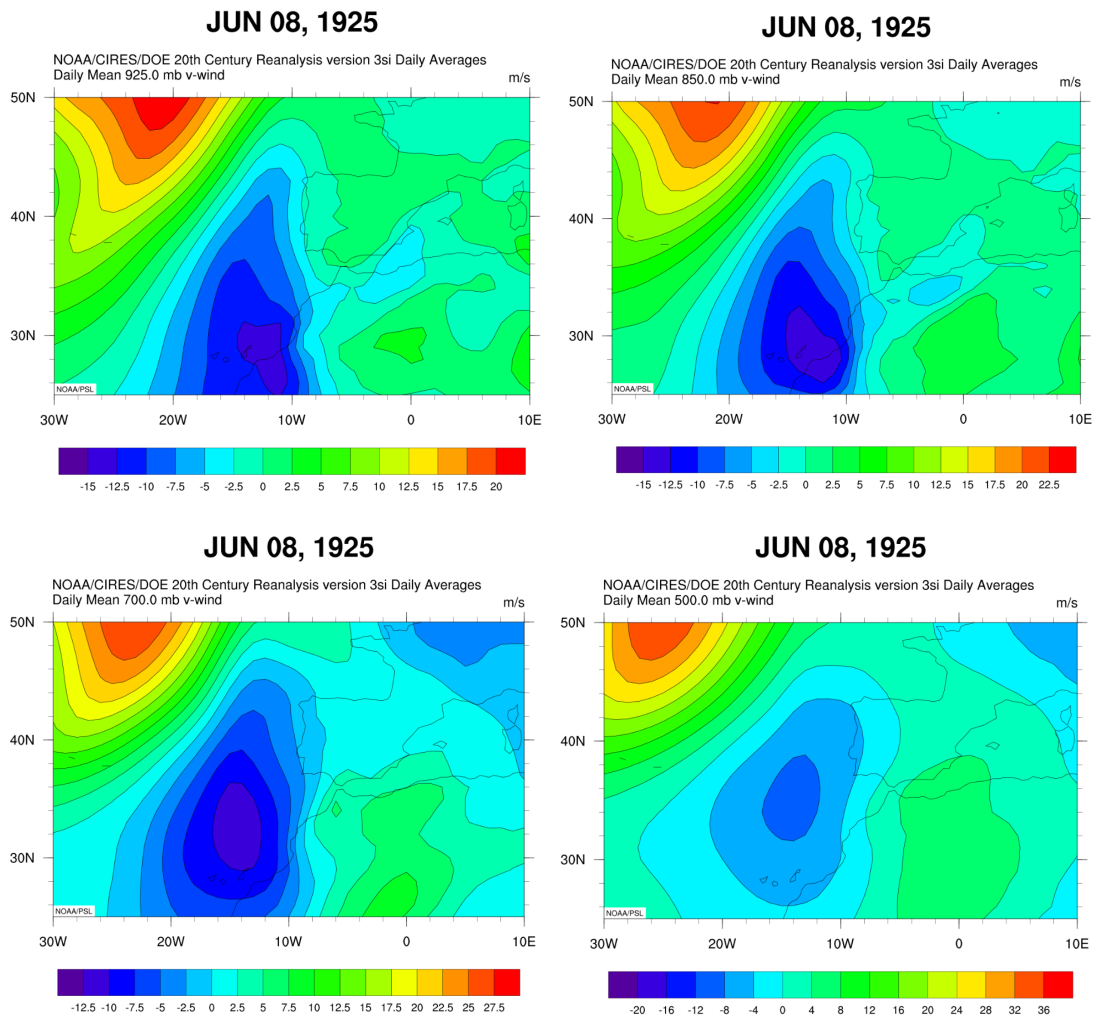 JUN 08, 1925
NOAA/CIRES/DOE 20th Century Reanalysis version 3si Daily Averages
Daily Mean 925.0 mb v-wind
m/s
50N
40N
30N
NOAA/PSL
30W 20W 10W 0 10E
-15 -12.5 -10 -7.5 -5 -2.5 0 2.5 5 7.5 10 12.5 15 17.5 20
JUN 08, 1925
NOAA/CIRES/DOE 20th Century Reanalysis version 3si Daily Averages
Daily Mean 850.0 mb v-wind
m/s
50N
40N
30N
NOAA/PSL
30W 20W 10W 0 10E
-15 -12.5 -10 -7.5 -5 -2.5 0 2.5 5 7.5 10 12.5 15 17.5 20 22.5
JUN 08, 1925
NOAA/CIRES/DOE 20th Century Reanalysis version 3si Daily Averages
Daily Mean 700.0 mb v-wind
m/s
50N
40N
30N
NOAA/PSL
30W 20W 10W 0 10E
-12.5 -10 -7.5 -5 -2.5 0 2.5 5 7.5 10 12.5 15 17.5 20 22.5 25 27.5
JUN 08, 1925
NOAA/CIRES/DOE 20th Century Reanalysis version 3si Daily Averages
Daily Mean 500.0 mb v-wind
m/s
50N
40N
30N
NOAA/PSL
30W 20W 10W 0 10E
-20 -16 -12 -8 -4 0 4 8 12 16 20 24 28 32 36